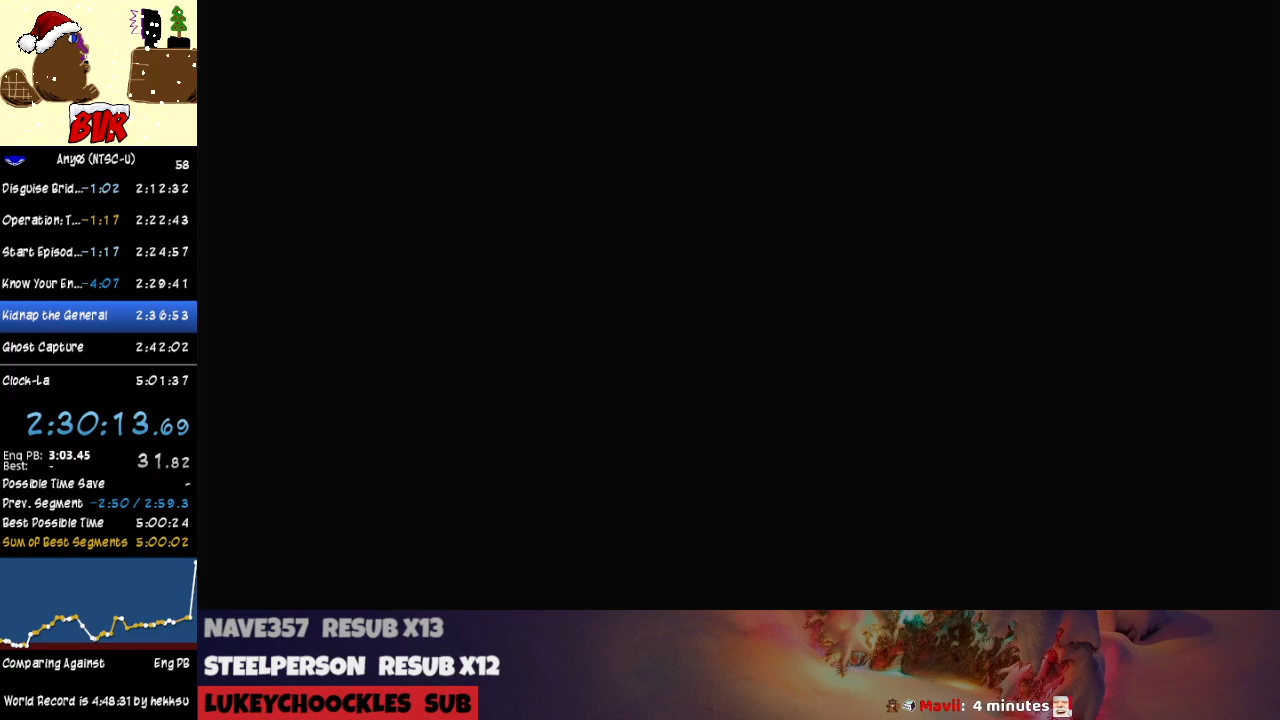 BVR
Any% (NTSC-U)
58
Disguise Brid... -1:02 2:12:32
Operation: T... -1:17 2:22:43
Start Episod... -1:17 2:24:57
Know Your En... -4:07 2:29:41
Kidnap the General 2:36:53
Ghost Capture 2:42:02
Clock-La 5:01:37
2:30:13.69
Eng PB: 3:03.45
Best: -
31.82
Possible Time Save -
Prev. Segment -2:50 / 2:59.3
Best Possible Time 5:00:24
Sum of Best Segments 5:00:02
Comparing Against Eng PB
World Record is 4:48:31 by hekksu
NAVE357 RESUB X13
STEELPERSON RESUB X12
LUKEYCHOOCKLES SUB
Mavii: 4 minutes